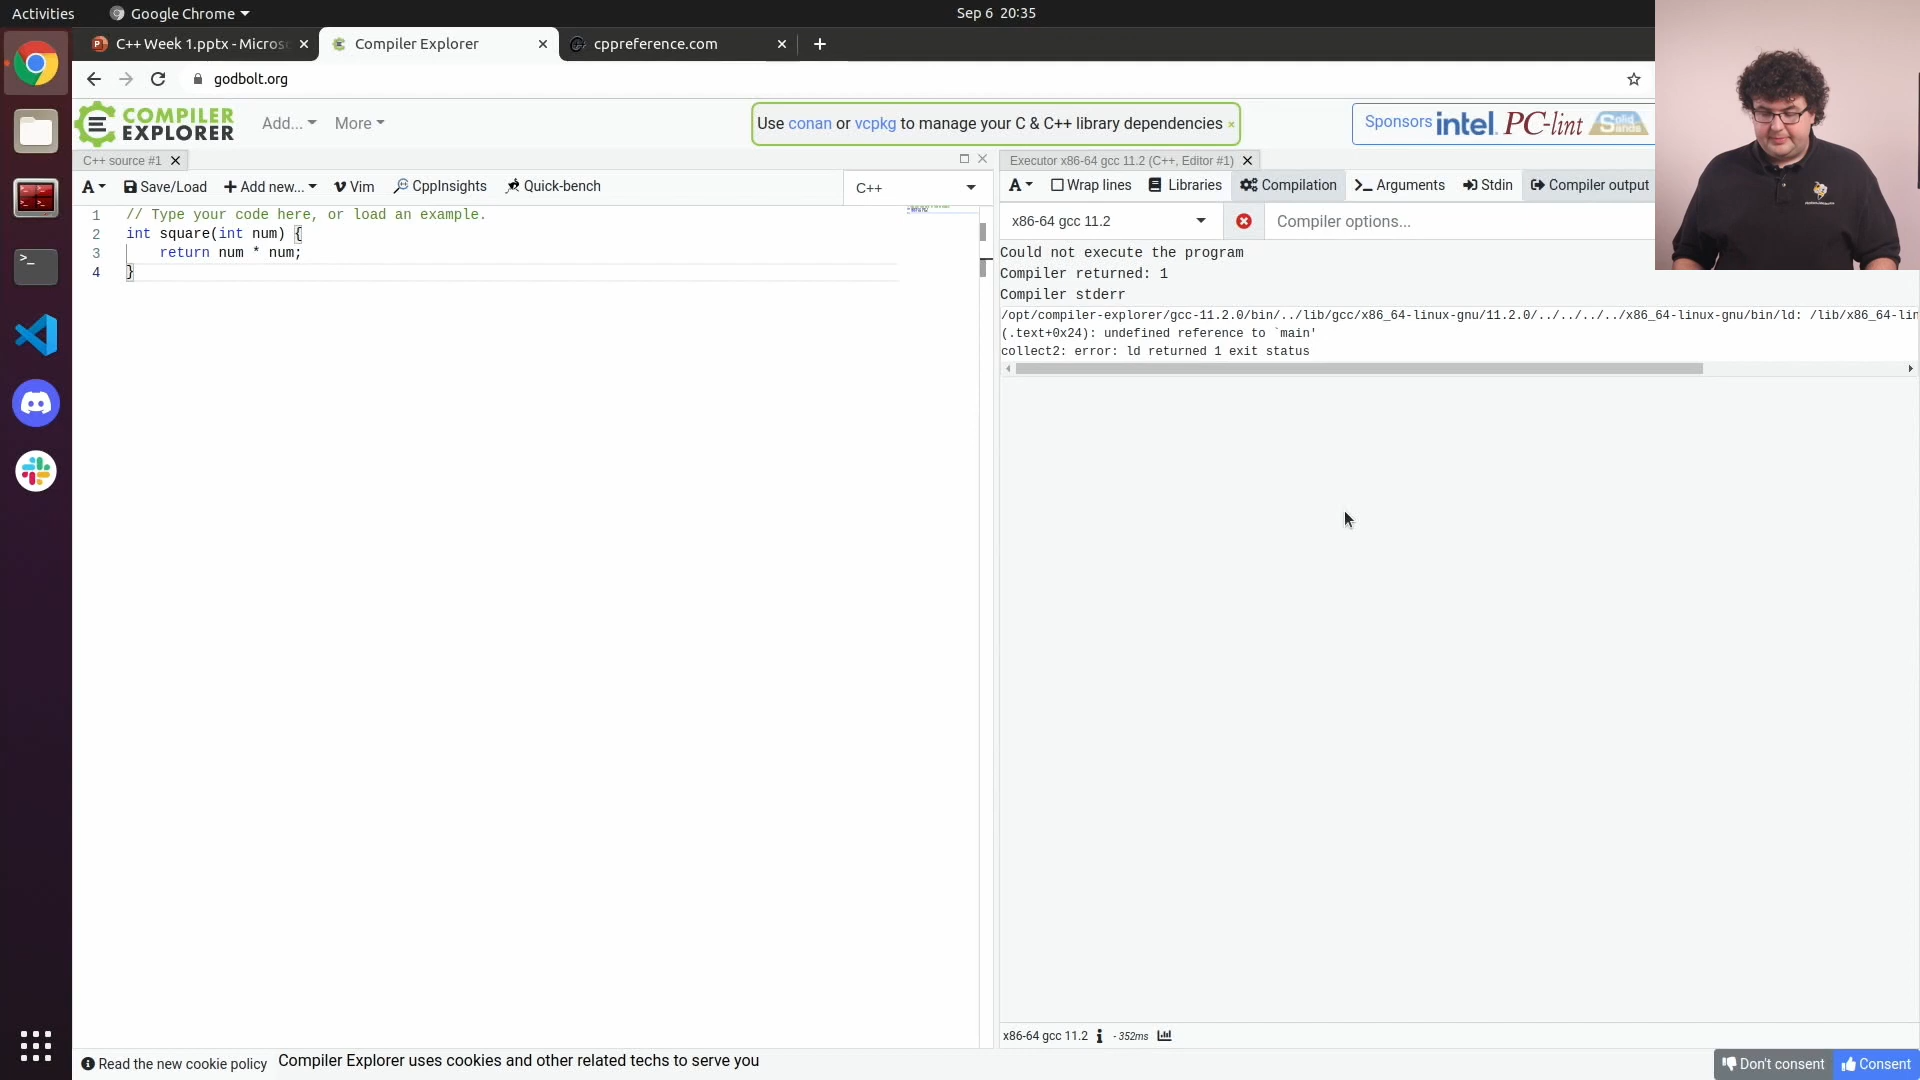 Activities
Google Chrome
Sep 6 20:35
C++ Week 1.pptx - Micros
Compiler Explorer
cppreference.com
godbolt.org
COMPILER
EXPLORER
Add...
More
Use conan or vcpkg to manage your C & C++ library dependencies ×
Sponsors intel. PC-lint Solid Sands
C++ source #1
A
Save/Load
+ Add new...
Vim
CppInsights
Quick-bench
C++
1 // Type your code here, or load an example.
2 int square(int num) {
3     return num * num;
4 }
Executor x86-64 gcc 11.2 (C++, Editor #1)
A
Wrap lines
Libraries
Compilation
Arguments
Stdin
Compiler output
x86-64 gcc 11.2
Compiler options...
Could not execute the program
Compiler returned: 1
Compiler stderr
/opt/compiler-explorer/gcc-11.2.0/bin/../lib/gcc/x86_64-linux-gnu/11.2.0/../../../../x86_64-linux-gnu/bin/ld: /lib/x86_64-lin
(.text+0x24): undefined reference to `main'
collect2: error: ld returned 1 exit status
x86-64 gcc 11.2 i - 352ms
Read the new cookie policy
Compiler Explorer uses cookies and other related techs to serve you
Don't consent
Consent